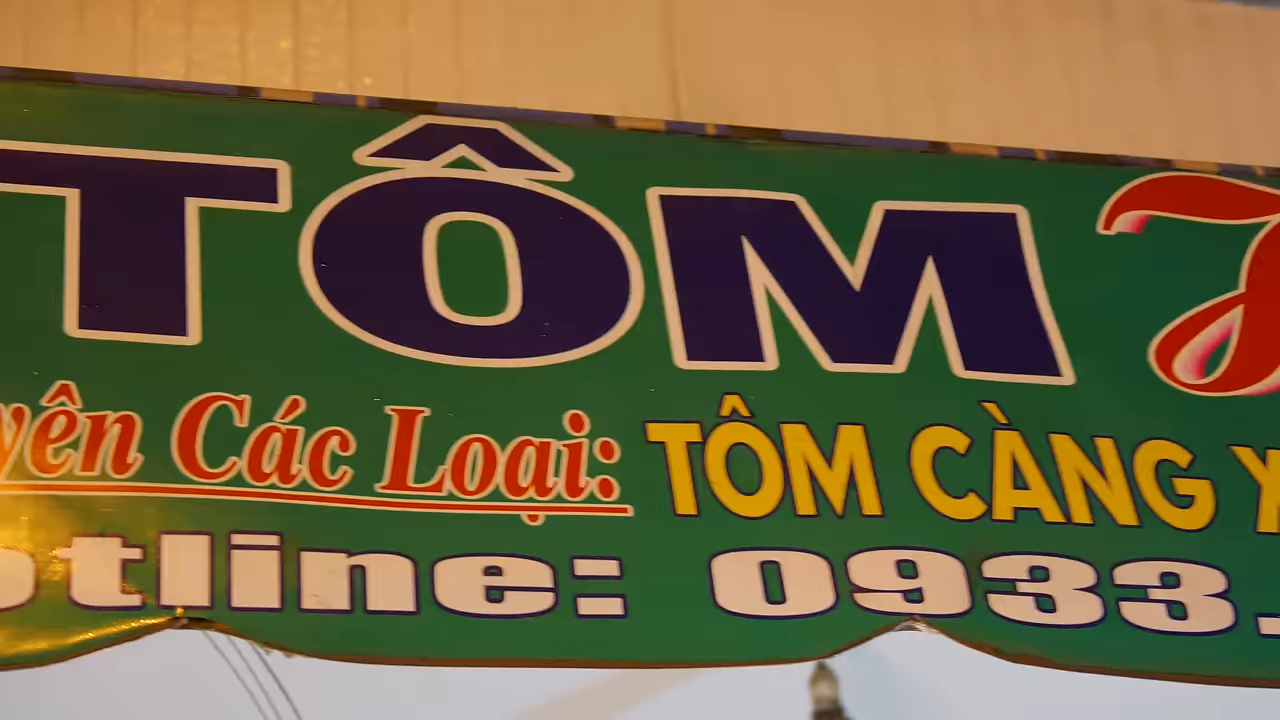 TÔM
yên Các Loại: TÔM CÀNG
otline: 0933.